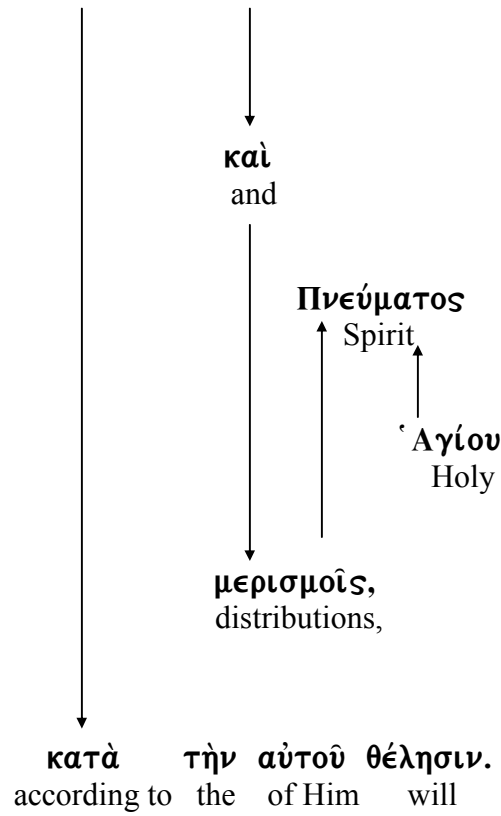 καὶ
and
Πνεύματος
Spirit
Ἁγίου
Holy
μερισμοῖς,
distributions,
κατὰ τὴν αὐτοῦ θέλησιν.
according to the of Him will